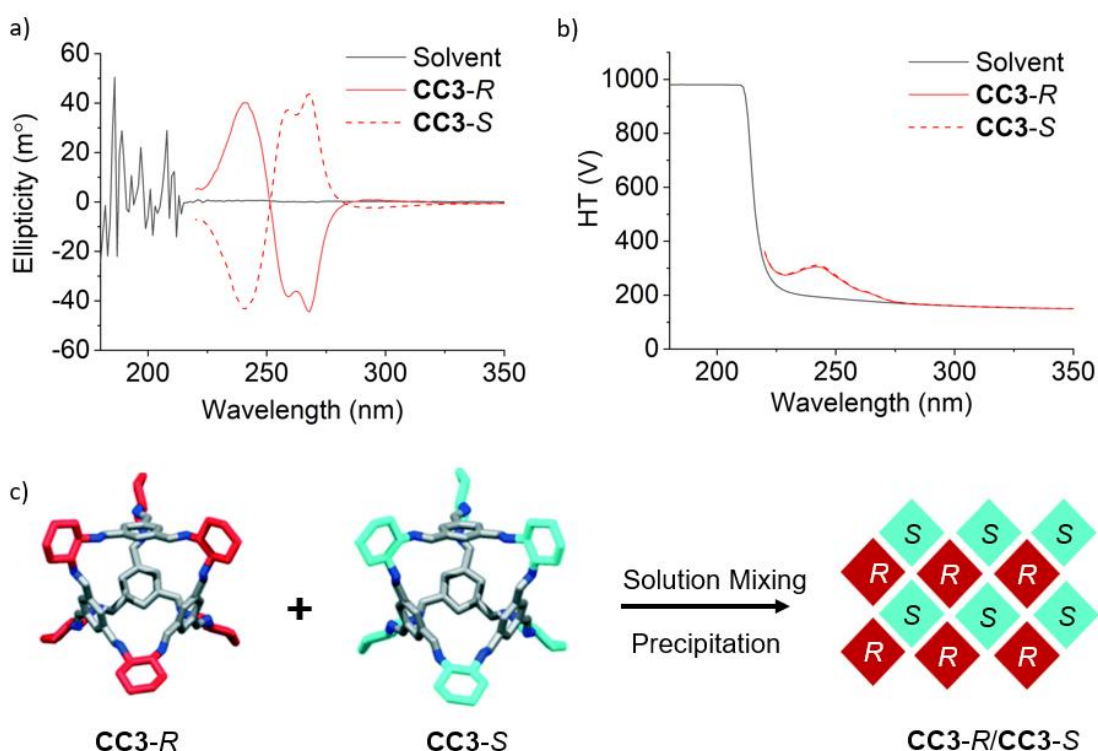 a)
60
40
20
0
-20
-40
-60
Ellipticity (m°)
200
250
300
350
Wavelength (nm)
Solvent
CC3-R
CC3-S
b)
1000
800
600
400
200
0
HT (V)
200
250
300
350
Wavelength (nm)
Solvent
CC3-R
CC3-S
c)
+
Solution Mixing
Precipitation
S S S
R R R
S S S
R R R
CC3-R
CC3-S
CC3-R/CC3-S